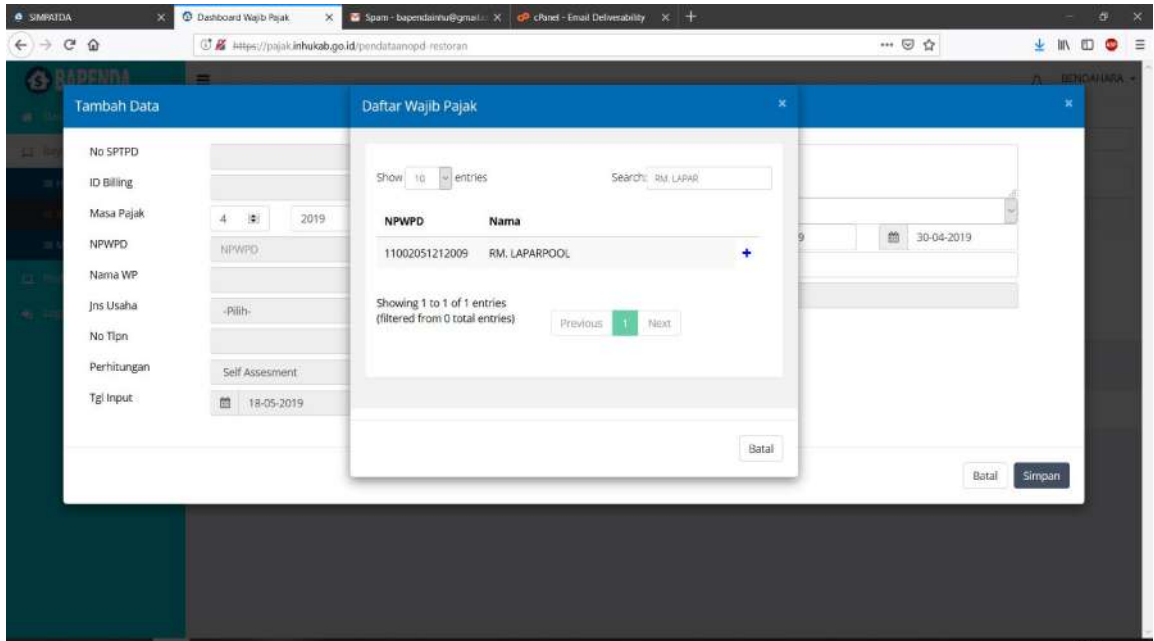 SIMPATDA
Dashboard Wajib Pajak
Spam - bapendainhu@gmail.c
cPanel - Email Deliverability
https://pajak.inhukab.go.id/pendataanopd-restoran
BAPENDA
BENDAHARA
Tambah Data
Daftar Wajib Pajak
No SPTPD
ID Billing
Masa Pajak 4 2019
NPWPD NPWPD
Nama WP
Jns Usaha -Pilih-
No Tlpn
Perhitungan Self Assesment
Tgl Input 18-05-2019
Show 10 entries Search: RM. LAPAR
NPWPD Nama
11002051212009 RM. LAPARPOOL +
Showing 1 to 1 of 1 entries
(filtered from 0 total entries)
Previous 1 Next
Batal
9 30-04-2019
Batal Simpan